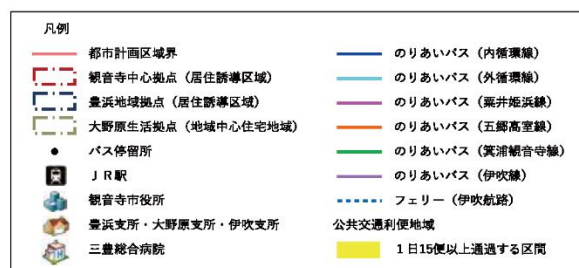 凡例
都市計画区域界
観音寺中心拠点（居住誘導区域）
豊浜地域拠点（居住誘導区域）
大野原生活拠点（地域中心住宅地域）
バス停留所
ＪＲ駅
観音寺市役所
豊浜支所・大野原支所・伊吹支所
三豊総合病院
のりあいバス（内循環線）
のりあいバス（外循環線）
のりあいバス（粟井姫浜線）
のりあいバス（五郷高室線）
のりあいバス（箕浦観音寺線）
のりあいバス（伊吹線）
フェリー（伊吹航路）
公共交通利便地域
１日15便以上通過する区間